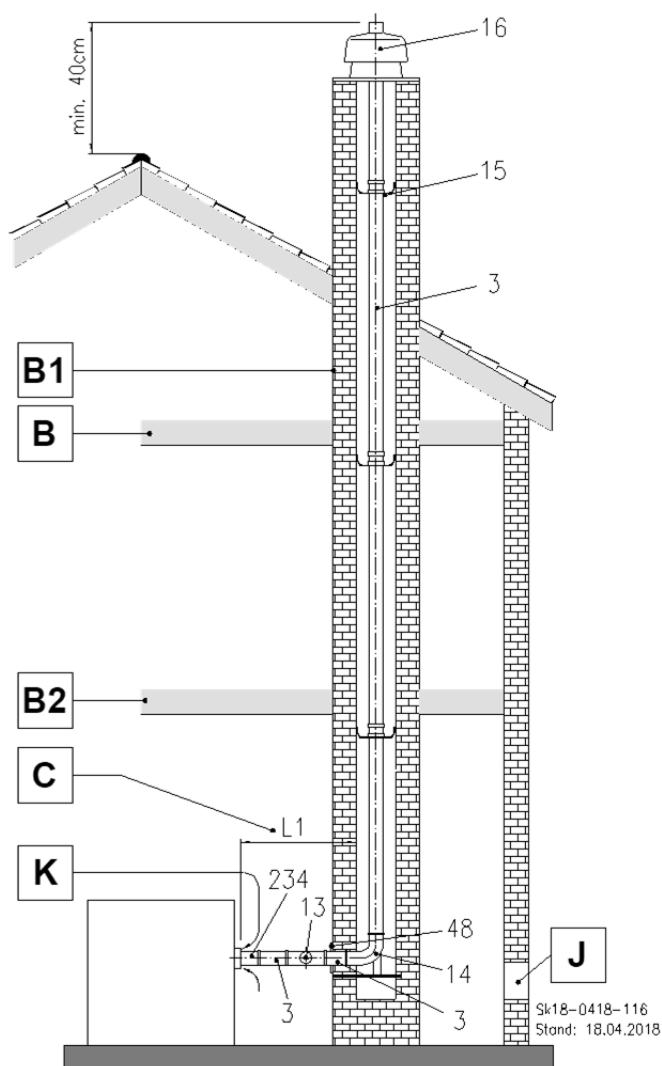 16
min. 40cm
15
3
B1
B
B2
C
L1
K
234
13
48
14
J
3
3
Sk18-0418-116
Stand: 18.04.2018